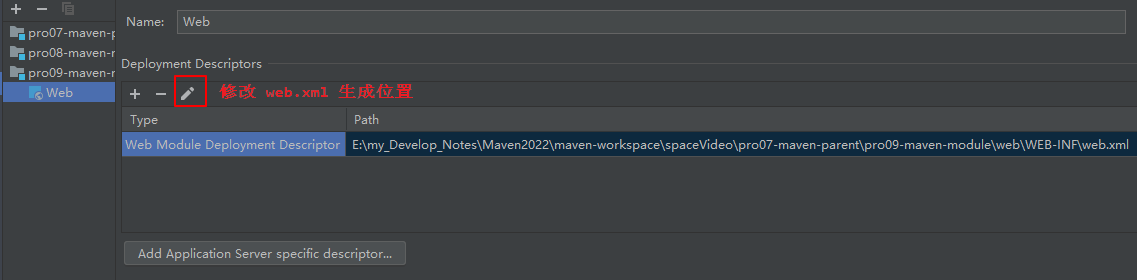 Name: Web
pro07-maven-p
pro08-maven-r
pro09-maven-r
Web
Deployment Descriptors
修改 web.xml 生成位置
Type Path
Web Module Deployment Descriptor E:\my_Develop_Notes\Maven2022\maven-workspace\spaceVideo\pro07-maven-parent\pro09-maven-module\web\WEB-INF\web.xml
Add Application Server specific descriptor...